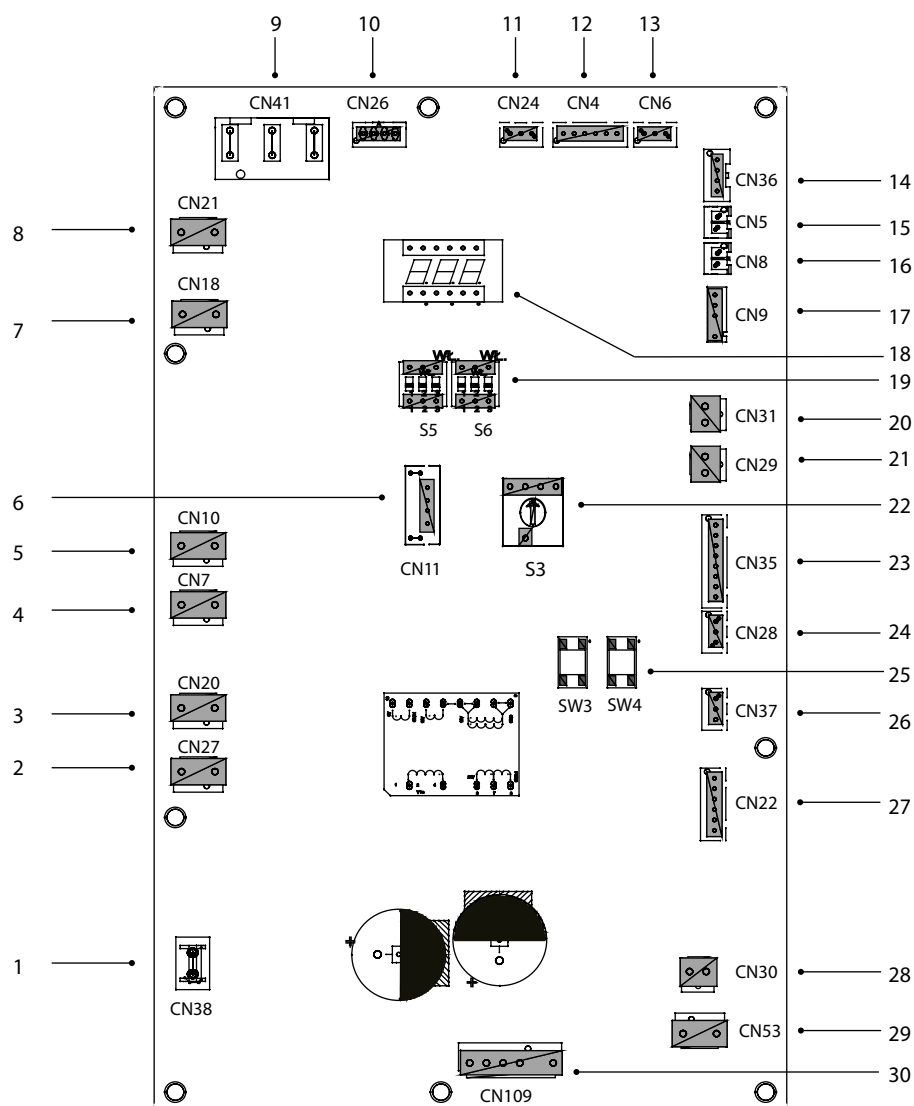 9 10 11 12 13
CN41 CN26 CN24 CN4 CN6
CN36 14
CN21 CN5 15
8
CN8 16
CN18 CN9 17
7
18
19
CN31 20
S5 S6
CN29 21
6 22
CN10
5 CN35 23
CN11 S3
CN7
4
CN28 24
25
CN20 SW3 SW4
3 CN37 26
CN27
2
CN22 27
1 CN30 28
CN38
CN53 29
30
CN109